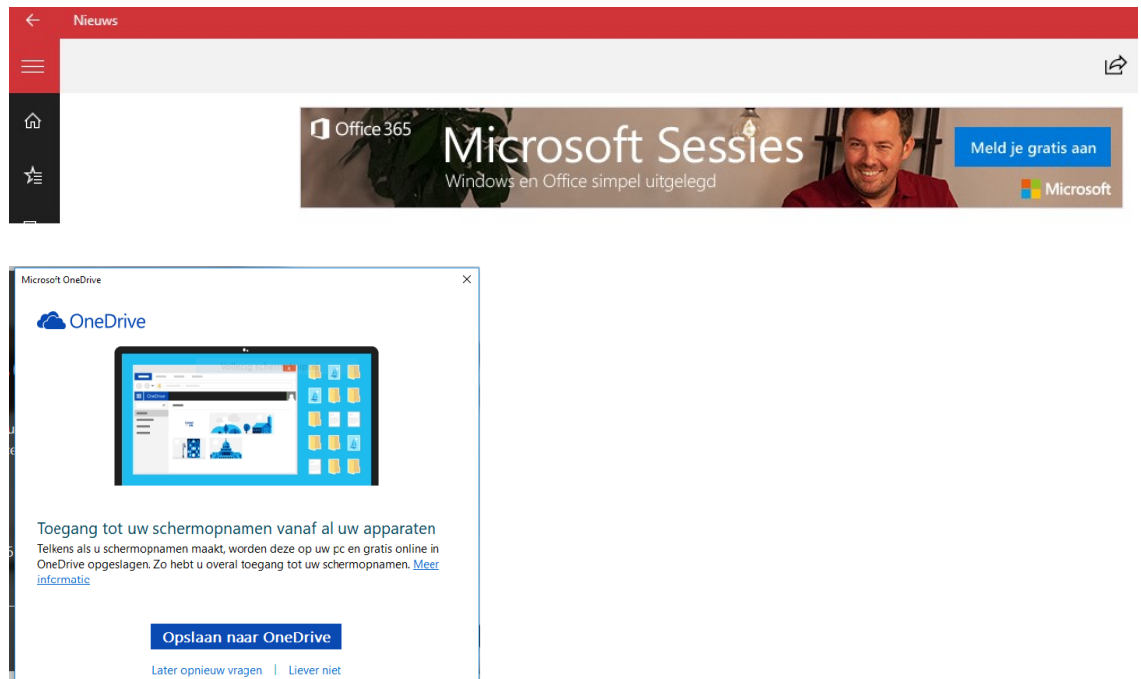 Nieuws
Office 365
Microsoft Sessies
Windows en Office simpel uitgelegd
Meld je gratis aan
Microsoft
Microsoft OneDrive
OneDrive
OneDrive
Toegang tot uw schermopnamen vanaf al uw apparaten
Telkens als u schermopnamen maakt, worden deze op uw pc en gratis online in
OneDrive opgeslagen. Zo hebt u overal toegang tot uw schermopnamen. Meer
informatie
Opslaan naar OneDrive
Later opnieuw vragen | Liever niet